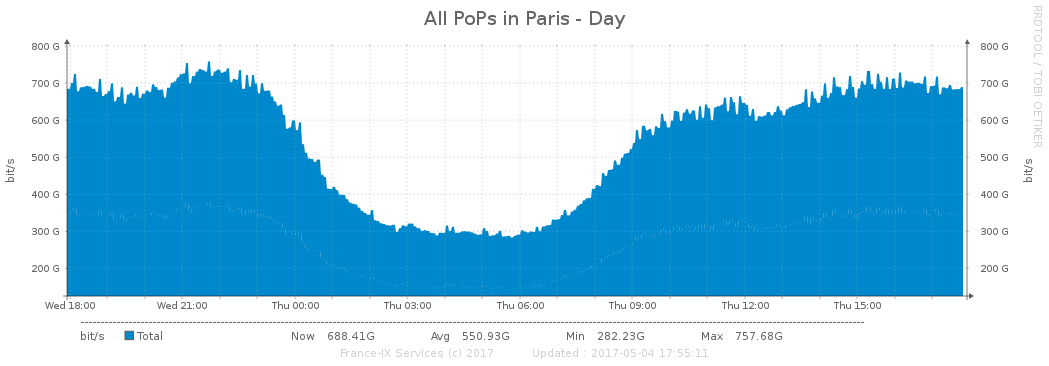 All PoPs in Paris - Day
RRDTOOL / TOBI OETIKER
800 G 800 G
700 G 700 G
600 G 600 G
500 G 500 G
400 G 400 G
300 G 300 G
200 G 200 G
bit/s
bit/s
Wed 18:00 Wed 21:00 Thu 00:00 Thu 03:00 Thu 06:00 Thu 09:00 Thu 12:00 Thu 15:00
bit/s Total Now 688.41G Avg 550.93G Min 282.23G Max 757.68G
France-IX Services (c) 2017 Updated : 2017-05-04 17:55:11